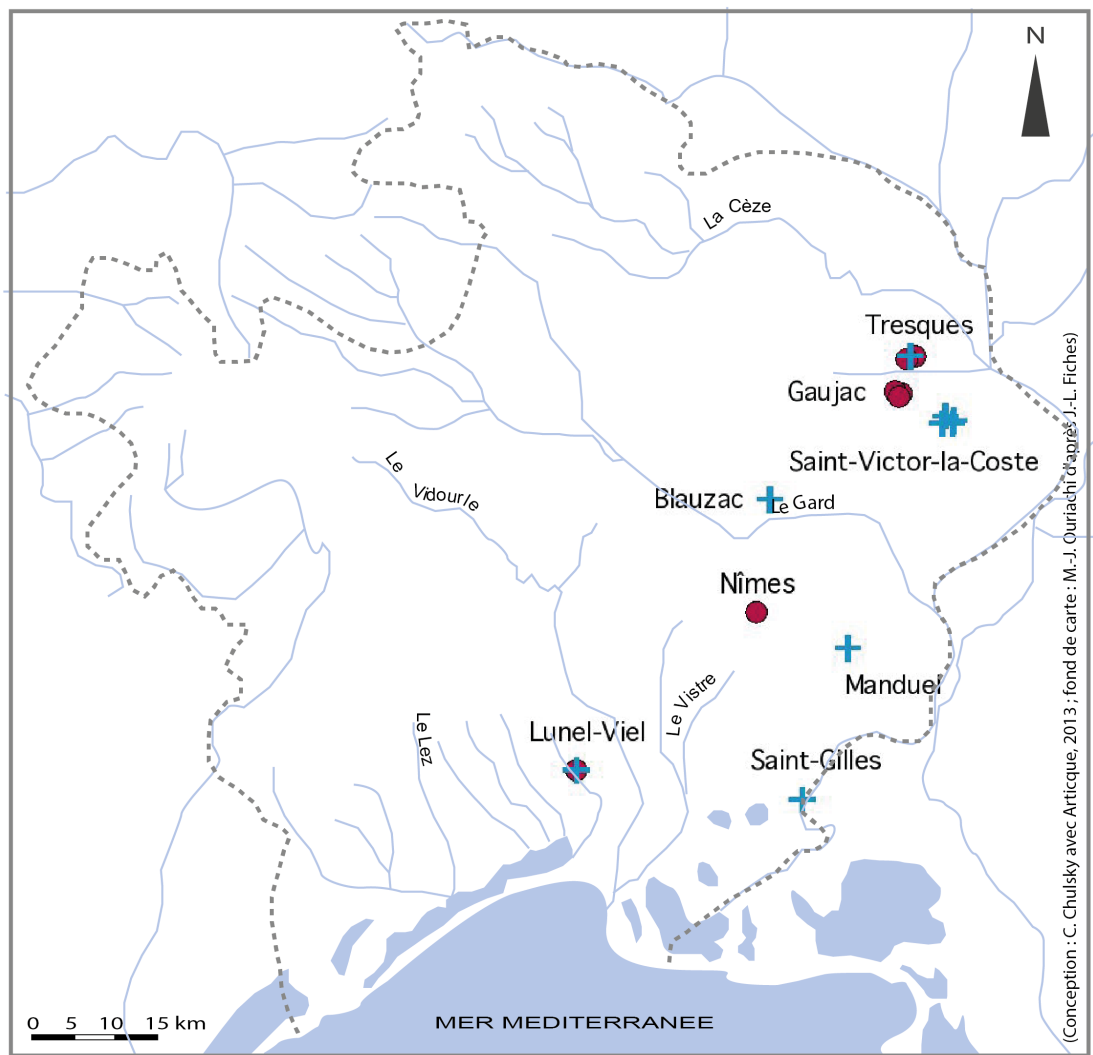 N
La Cèze
Tresques
Gaujac
Saint-Victor-la-Coste
Le
Vidourle
Blauzac
Le Gard
Nîmes
Manduel
Le Vistre
Le Lez
Lunel-Viel
Saint-Gilles
0 5 10 15 km
MER MEDITERRANEE
(Conception : C. Chulsky avec Articque, 2013 ; fond de carte : M.-J. Ouriachi d'après J.-L. Fiches)